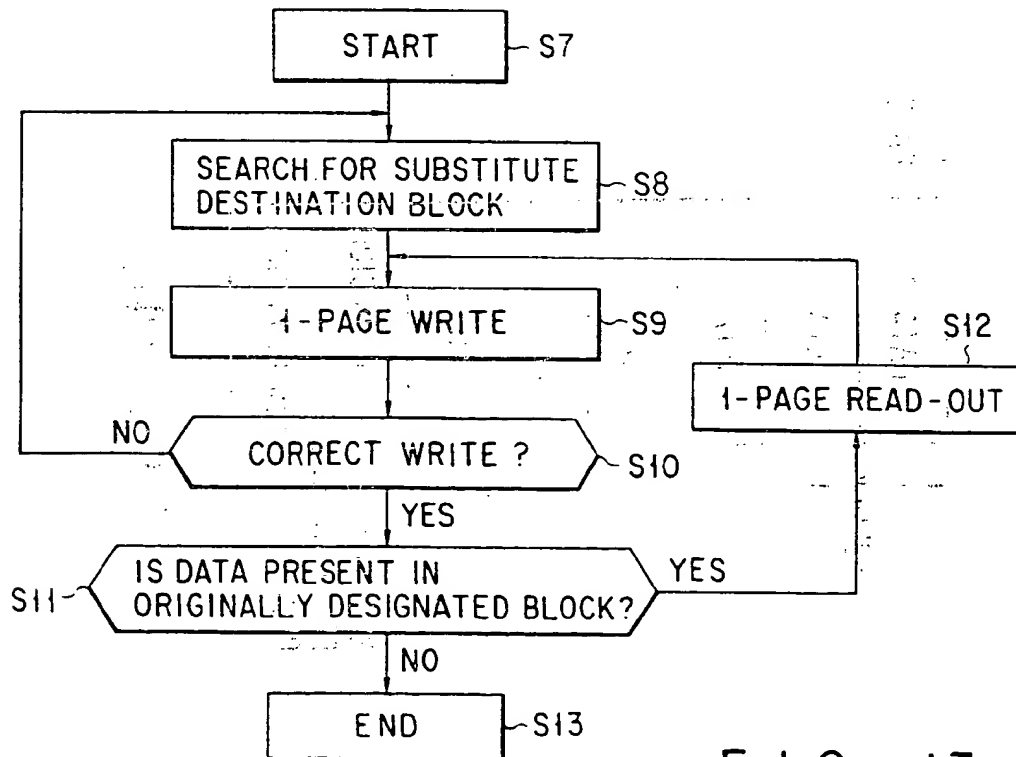 START
S7
SEARCH FOR SUBSTITUTE
DESTINATION BLOCK
S8
1-PAGE WRITE
S9
S12
1-PAGE READ-OUT
NO
CORRECT WRITE ?
S10
YES
S11
IS DATA PRESENT IN
ORIGINALLY DESIGNATED BLOCK?
YES
NO
END
S13